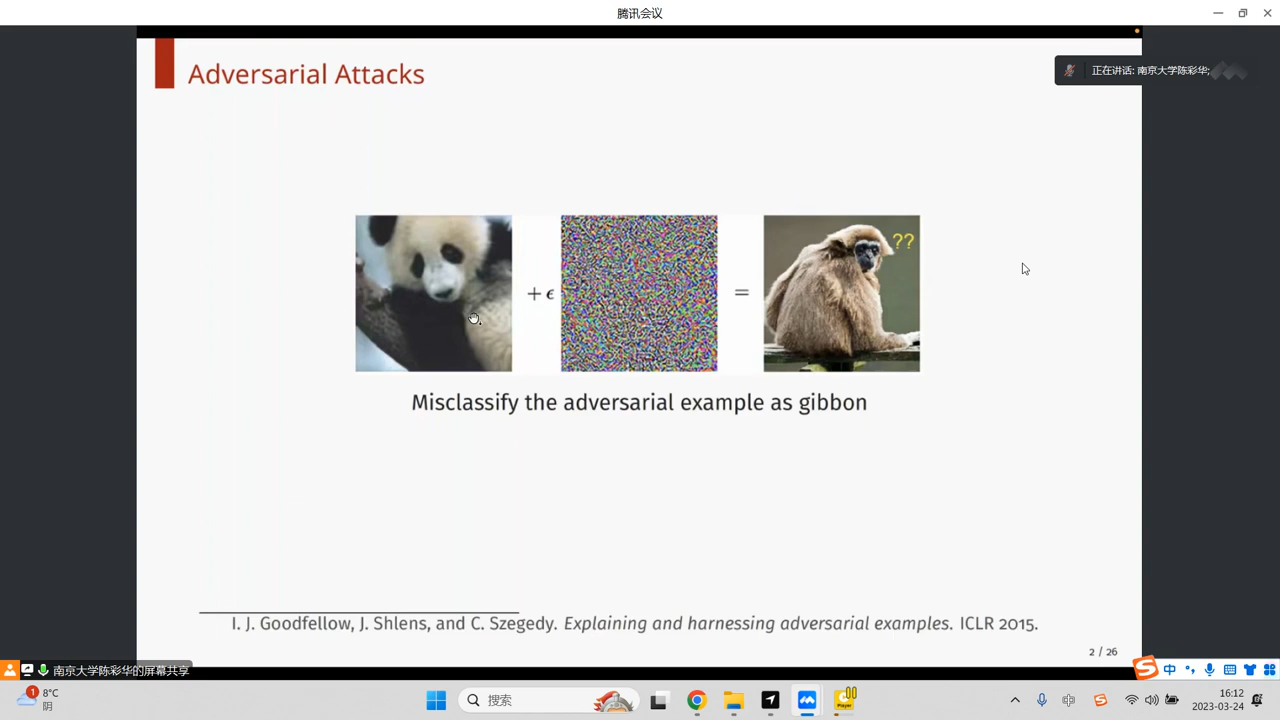 腾讯会议
Adversarial Attacks
正在讲话: 南京大学陈彩华;
+ ϵ
=
??
Misclassify the adversarial example as gibbon
I. J. Goodfellow, J. Shlens, and C. Szegedy. Explaining and harnessing adversarial examples. ICLR 2015.
2 / 26
南京大学陈彩华的屏幕共享
中
1
8°C
阴
搜索
Player
16:12
2023-03-24